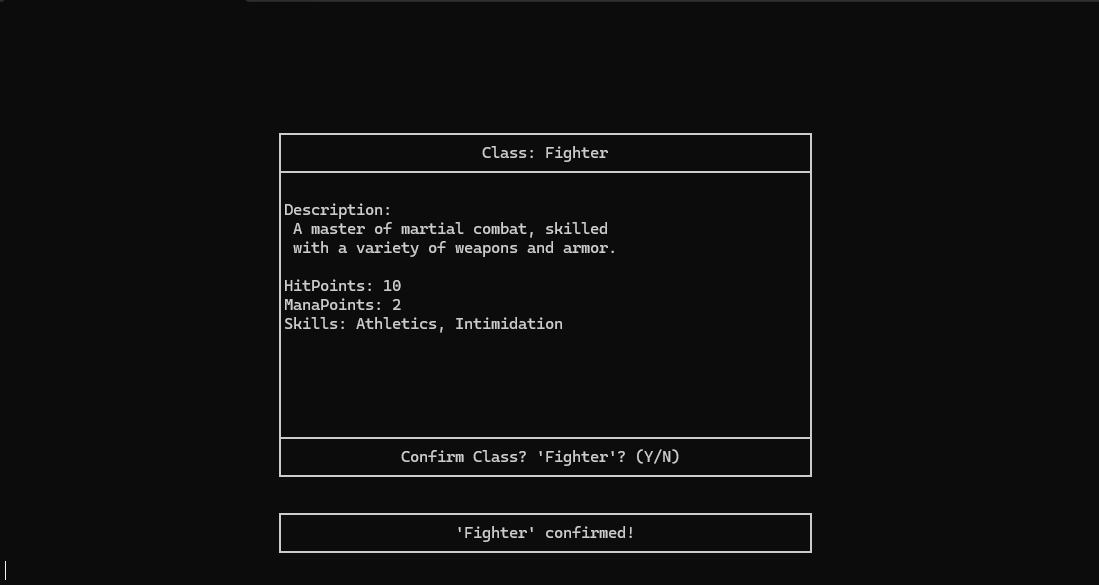 Class: Fighter
Description:
A master of martial combat, skilled
with a variety of weapons and armor.
HitPoints: 10
ManaPoints: 2
Skills: Athletics, Intimidation
Confirm Class? 'Fighter'? (Y/N)
'Fighter' confirmed!